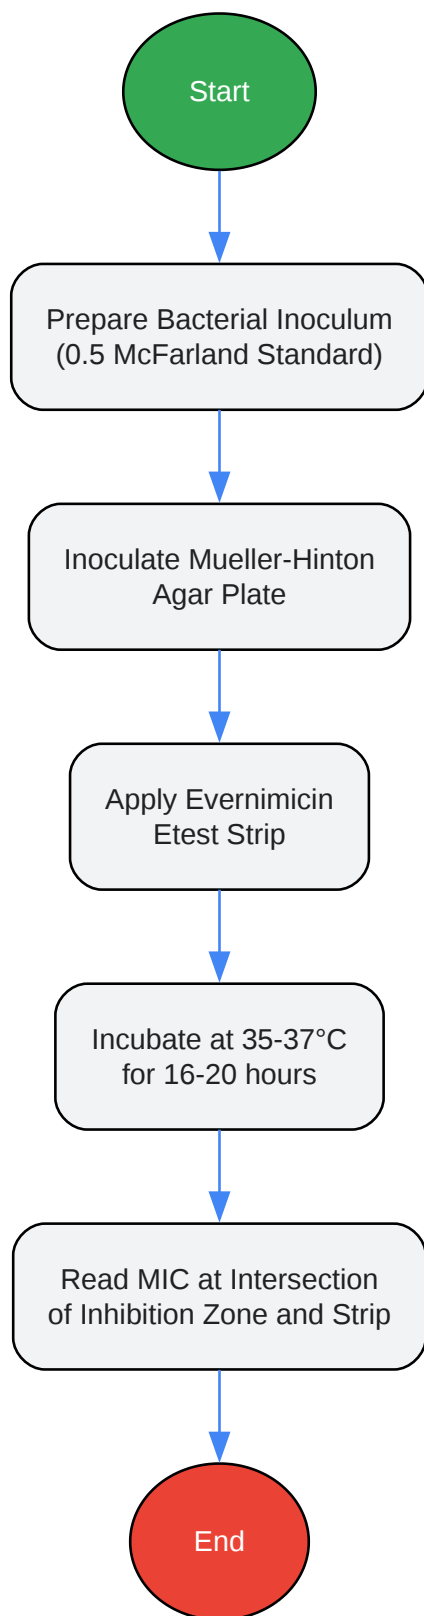 Start
Prepare Bacterial Inoculum
(0.5 McFarland Standard)
Inoculate Mueller-Hinton
Agar Plate
Apply Evernimicin
Etest Strip
Incubate at 35-37°C
for 16-20 hours
Read MIC at Intersection
of Inhibition Zone and Strip
End